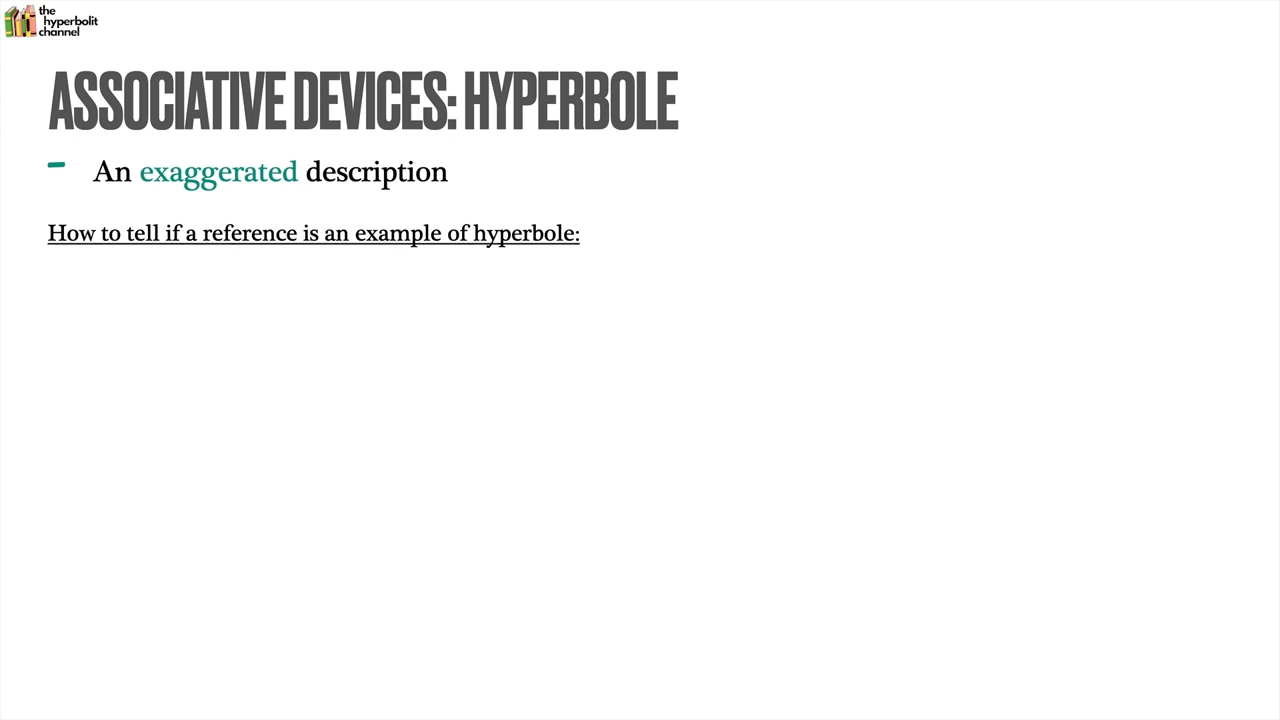 the
hyperbolit
channel
ASSOCIATIVE DEVICES: HYPERBOLE
- An exaggerated description
How to tell if a reference is an example of hyperbole: